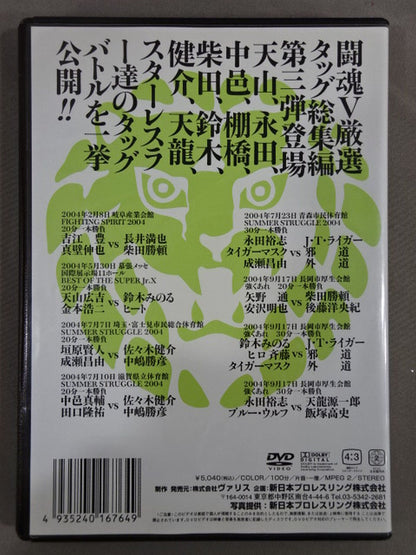 闘魂V厳選
タッグ総集編
第三弾登場
天山、永田、
中邑、棚橋、
柴田、鈴木、
健介、天龍、
スターレスラ
ー達のタッグ
バトルを一挙
公開!!
2004年2月8日 岐阜産業会館
FIGHTING SPIRIT 2004
20分一本勝負
吉江 豊 vs 長井満也
真壁伸也 柴田勝頼
2004年5月30日 幕張メッセ
国際展示場11ホール
BEST OF THE SUPER Jr.X
20分一本勝負
天山広吉 vs 鈴木みのる
金本浩二 ヒート
2004年7月7日 埼玉・富士見市民総合体育館
SUMMER STRUGGLE 2004
20分一本勝負
垣原賢人 vs 佐々木健介
成瀬昌由 中嶋勝彦
2004年7月10日 滋賀県立体育館
SUMMER STRUGGLE 2004
20分一本勝負
中邑真輔 vs 佐々木健介
田口隆祐 中嶋勝彦
2004年7月23日 青森市民体育館
SUMMER STRUGGLE 2004
30分一本勝負
永田裕志 J・T・ライガー
タイガーマスク vs 邪道
成瀬昌由 外道
2004年9月17日 長岡市厚生会館
強くあれ 20分一本勝負
矢野 通 vs 柴田勝頼
安沢明也 後藤洋央紀
2004年9月17日 長岡市厚生会館
強くあれ 30分一本勝負
鈴木みのる J・T・ライガー
ヒロ斉藤 vs 邪道
タイガーマスク 外道
2004年9月17日 長岡市厚生会館
強くあれ 30分一本勝負
永田裕志 vs 天龍源一郎
ブルー・ウルフ 飯塚高史
DVD
VIDEO
DOLBY
DIGITAL
4:3
¥5,040(税込)/COLOR/100分/片面・一層/MPEG 2/STEREO
制作 発売元:株式会社ヴァリス 企画:新日本プロレスリング株式会社
〒164-0014 東京都中野区南台4-44-6 Tel.03-5342-2681
写真提供:新日本プロレスリング株式会社
4 935240 167649